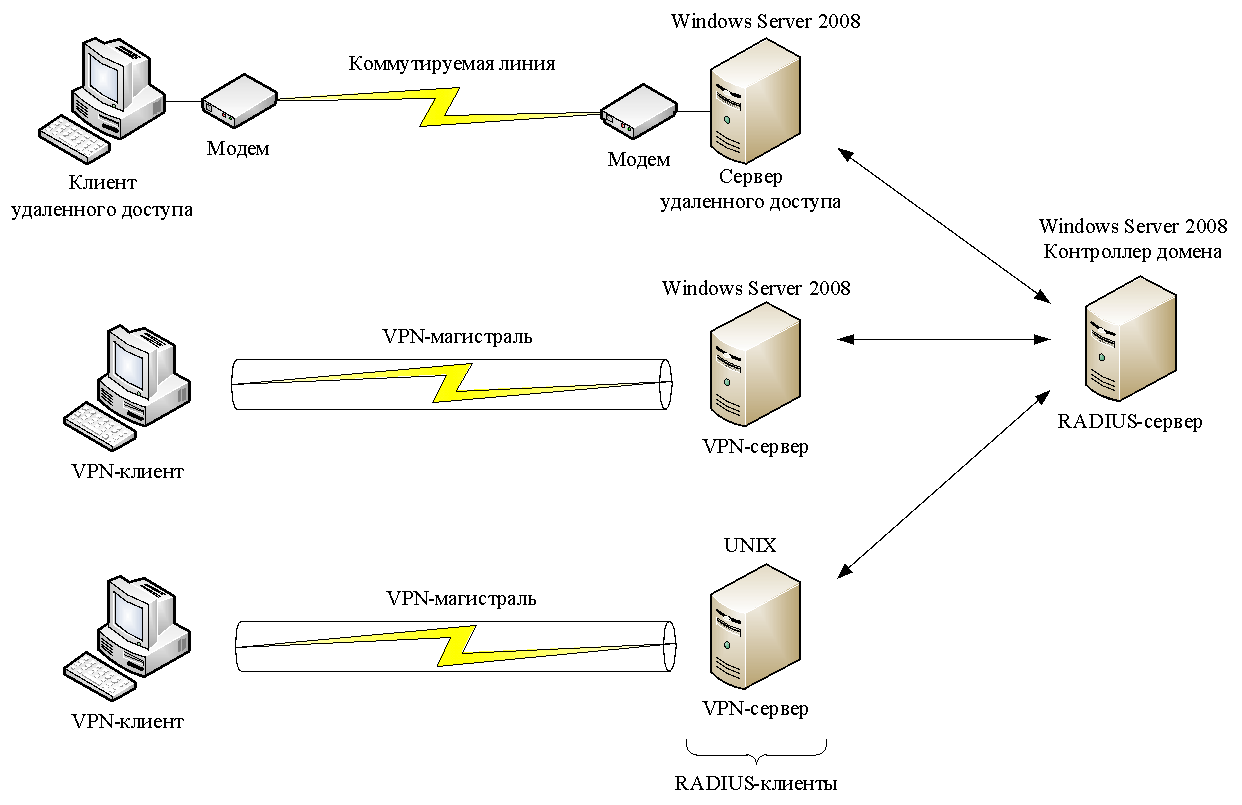 Windows Server 2008
Коммутируемая линия
Модем
Модем
Клиент
удаленного доступа
Сервер
удаленного доступа
Windows Server 2008
Контроллер домена
Windows Server 2008
VPN-магистраль
RADIUS-сервер
VPN-клиент
VPN-сервер
UNIX
VPN-магистраль
VPN-клиент
VPN-сервер
RADIUS-клиенты